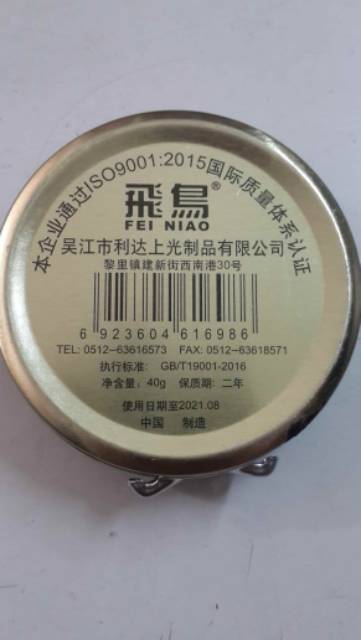 本企业通过ISO9001:2015国际质量体系认证
飛鳥®
FEI NIAO
吴江市利达上光制品有限公司
黎里镇建新街西南港30号
6 923604 616986
TEL: 0512-63616573 FAX: 0512-63618571
执行标准: GB/T19001-2016
净含量: 40g 保质期: 二年
使用日期至2021.08
中国 制造